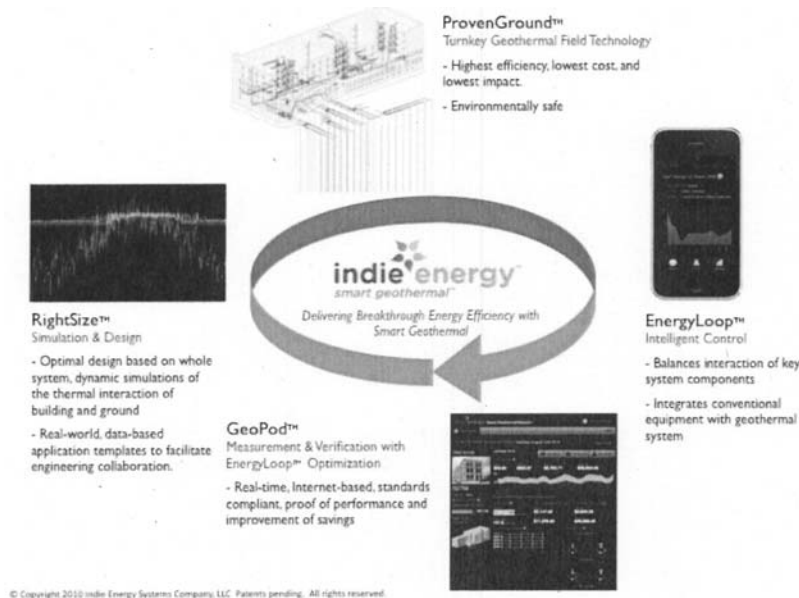 ProvenGround™
Turnkey Geothermal Field Technology
- Highest efficiency, lowest cost, and
lowest impact.
- Environmentally safe
indie energy™
smart geothermal™
Delivering Breakthrough Energy Efficiency with
Smart Geothermal
RightSize™
Simulation & Design
- Optimal design based on whole
system, dynamic simulations of
the thermal interaction of
building and ground
- Real-world, data-based
application templates to facilitate
engineering collaboration.
EnergyLoop™
Intelligent Control
- Balances interaction of key
system components
- Integrates conventional
equipment with geothermal
system
GeoPod™
Measurement & Verification with
EnergyLoop™ Optimization
- Real-time, Internet-based, standards
compliant, proof of performance and
improvement of savings
© Copyright 2010 Indie Energy Systems Company, LLC Patents pending. All rights reserved.